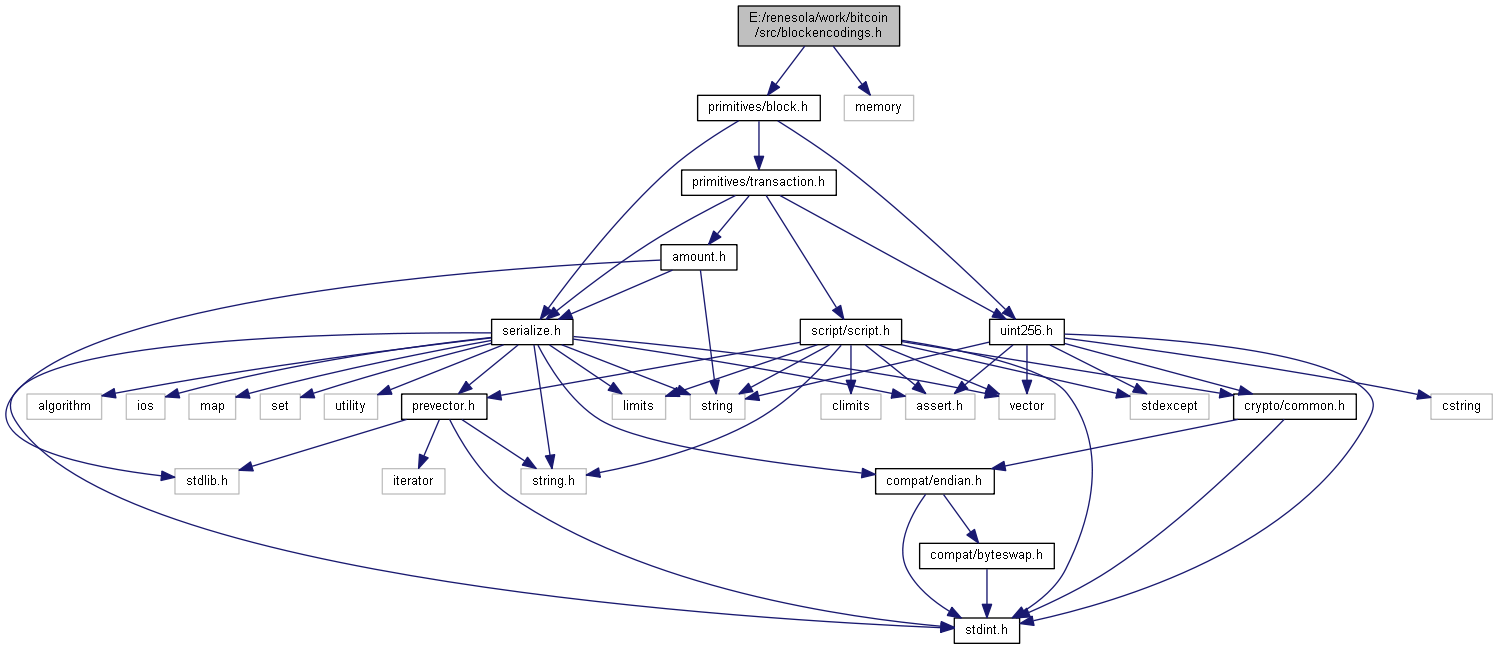 E:/renesola/work/bitcoin
/src/blockencodings.h
primitives/block.h
memory
primitives/transaction.h
amount.h
serialize.h
script/script.h
uint256.h
algorithm
ios
map
set
utility
prevector.h
limits
string
climits
assert.h
vector
stdexcept
crypto/common.h
cstring
stdlib.h
iterator
string.h
compat/endian.h
compat/byteswap.h
stdint.h